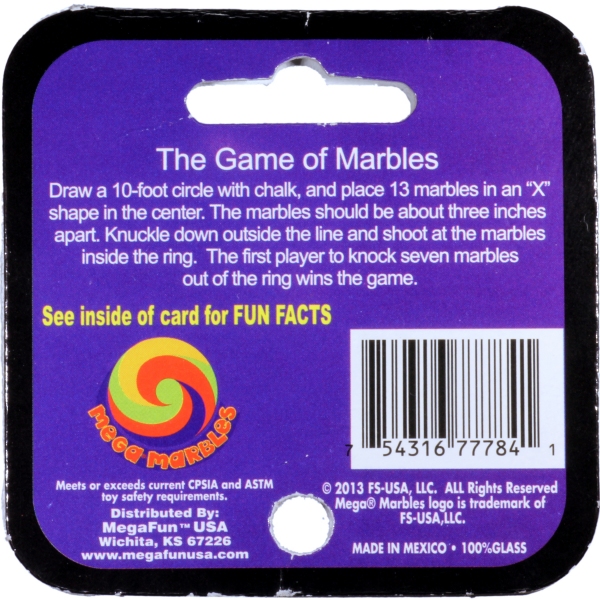 The Game of Marbles
Draw a 10-foot circle with chalk, and place 13 marbles in an “X”
shape in the center. The marbles should be about three inches
apart. Knuckle down outside the line and shoot at the marbles
inside the ring. The first player to knock seven marbles
out of the ring wins the game.
See inside of card for FUN FACTS
MEGA MARBLES
Meets or exceeds current CPSIA and ASTM
toy safety requirements.
Distributed By:
MegaFun™ USA
Wichita, KS 67226
www.megafunusa.com
7 54316 77784 1
© 2013 FS-USA, LLC. ALL Rights Reserved
Mega® Marbles logo is trademark of
FS-USA,LLC.
MADE IN MEXICO • 100%GLASS